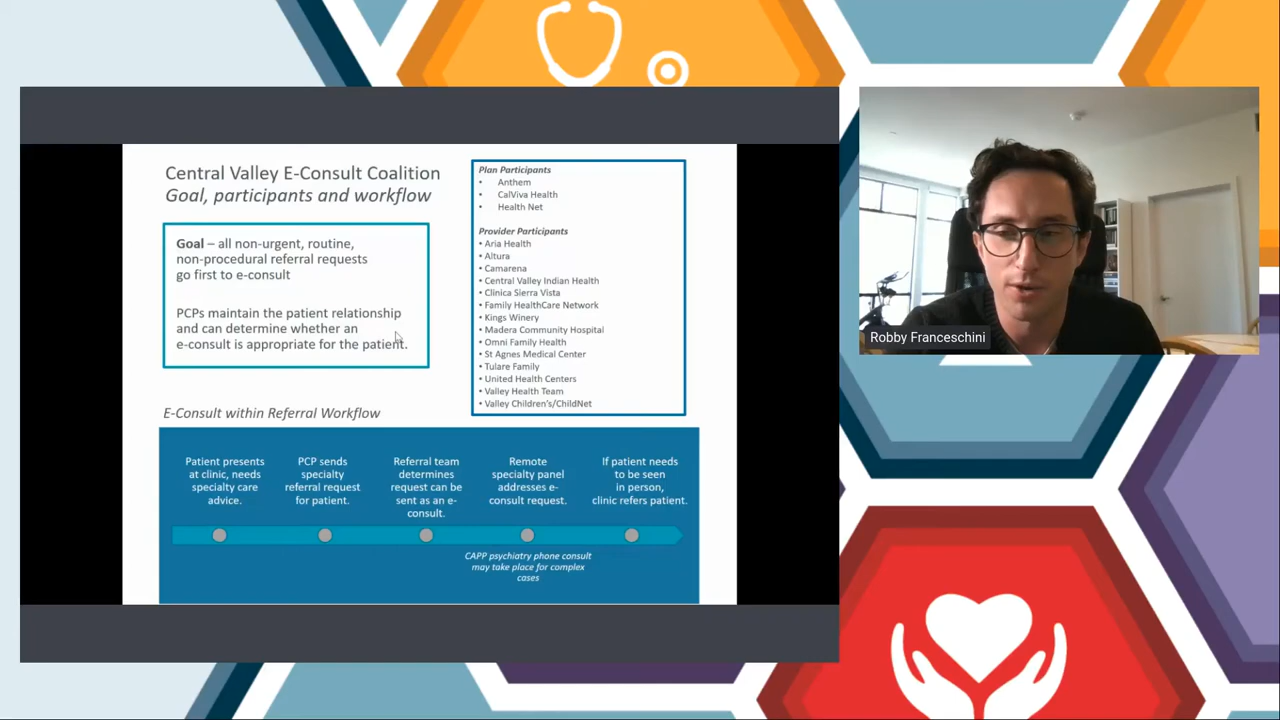 Central Valley E-Consult Coalition
Goal, participants and workflow
Goal – all non-urgent, routine,
non-procedural referral requests
go first to e-consult
PCPs maintain the patient relationship
and can determine whether an
e-consult is appropriate for the patient.
Plan Participants
• Anthem
• CalViva Health
• Health Net
Provider Participants
• Aria Health
• Altura
• Camarena
• Central Valley Indian Health
• Clinica Sierra Vista
• Family HealthCare Network
• Kings Winery
• Madera Community Hospital
• Omni Family Health
• St Agnes Medical Center
• Tulare Family
• United Health Centers
• Valley Health Team
• Valley Children's/ChildNet
E-Consult within Referral Workflow
Patient presents
at clinic, needs
specialty care
advice.
PCP sends
specialty
referral request
for patient.
Referral team
determines
request can be
sent as an e-
consult.
Remote
specialty panel
addresses e-
consult request.
If patient needs
to be seen
in person,
clinic refers patient.
CAPP psychiatry phone consult
may take place for complex
cases
Robby Franceschini